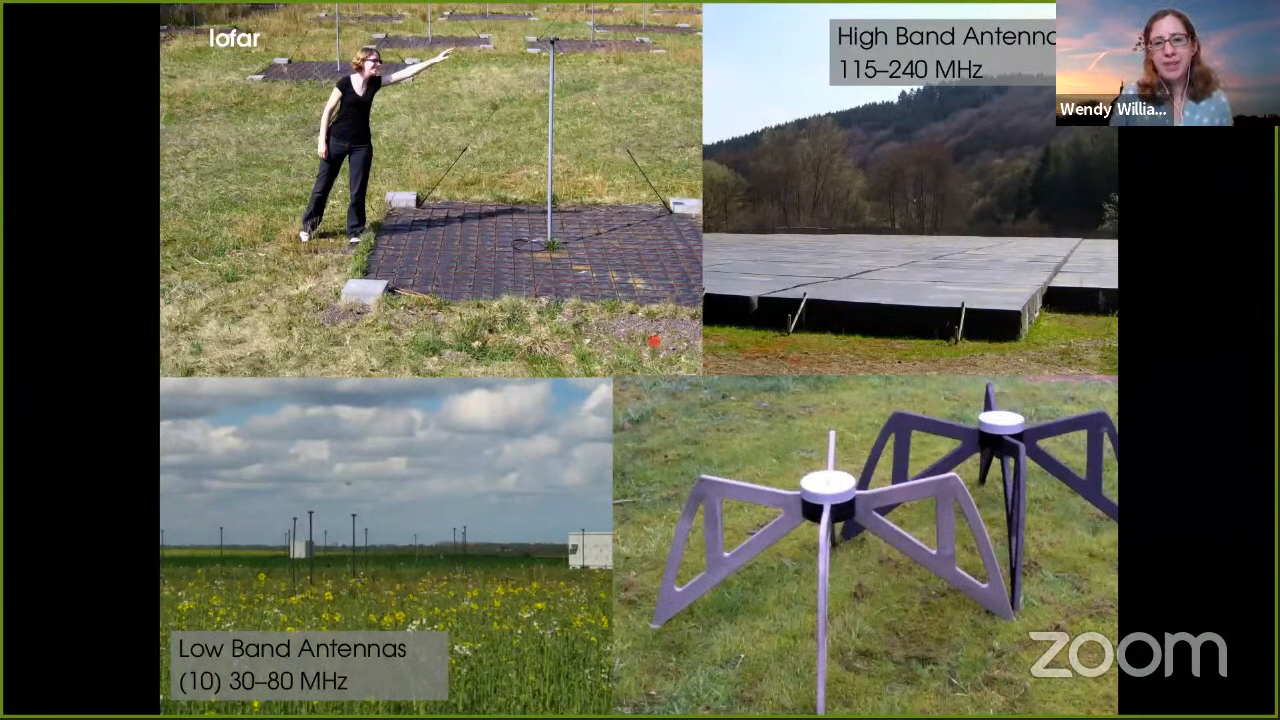 lofar
High Band Antenna
115–240 MHz
Wendy Willia...
Low Band Antennas
(10) 30–80 MHz
zoom